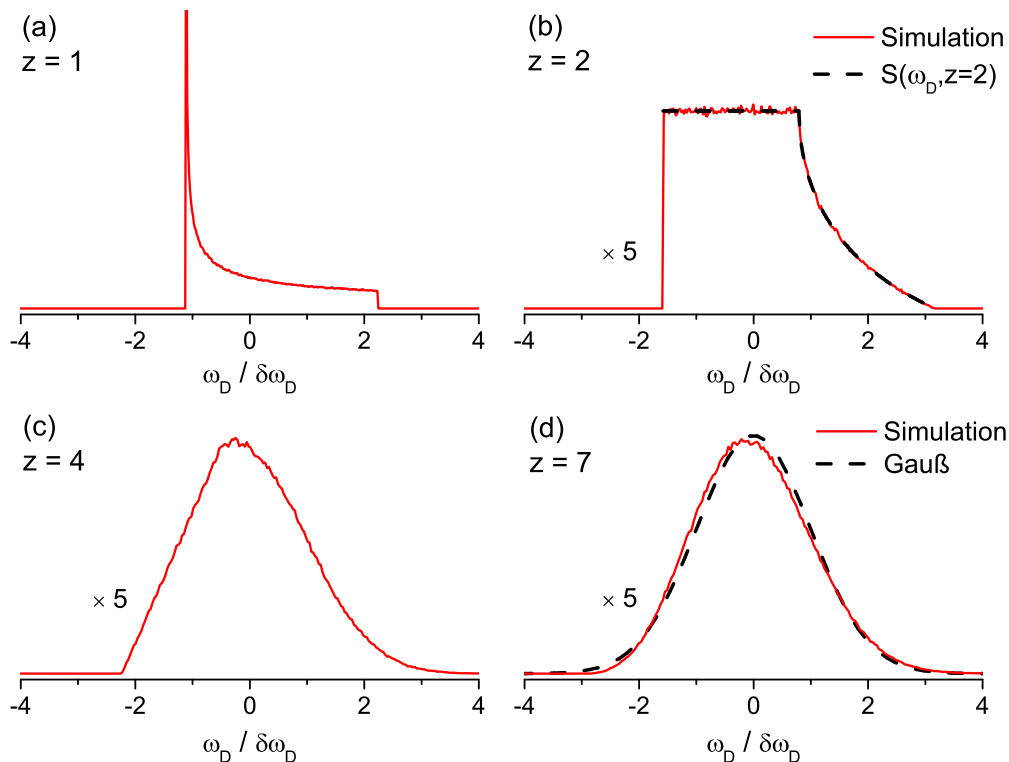 (a)
z = 1
-4 -2 0 2 4
ω_D / δω_D
(b)
z = 2
Simulation
S(ω_D,z=2)
× 5
-4 -2 0 2 4
ω_D / δω_D
(c)
z = 4
× 5
-4 -2 0 2 4
ω_D / δω_D
(d)
z = 7
Simulation
Gauß
× 5
-4 -2 0 2 4
ω_D / δω_D